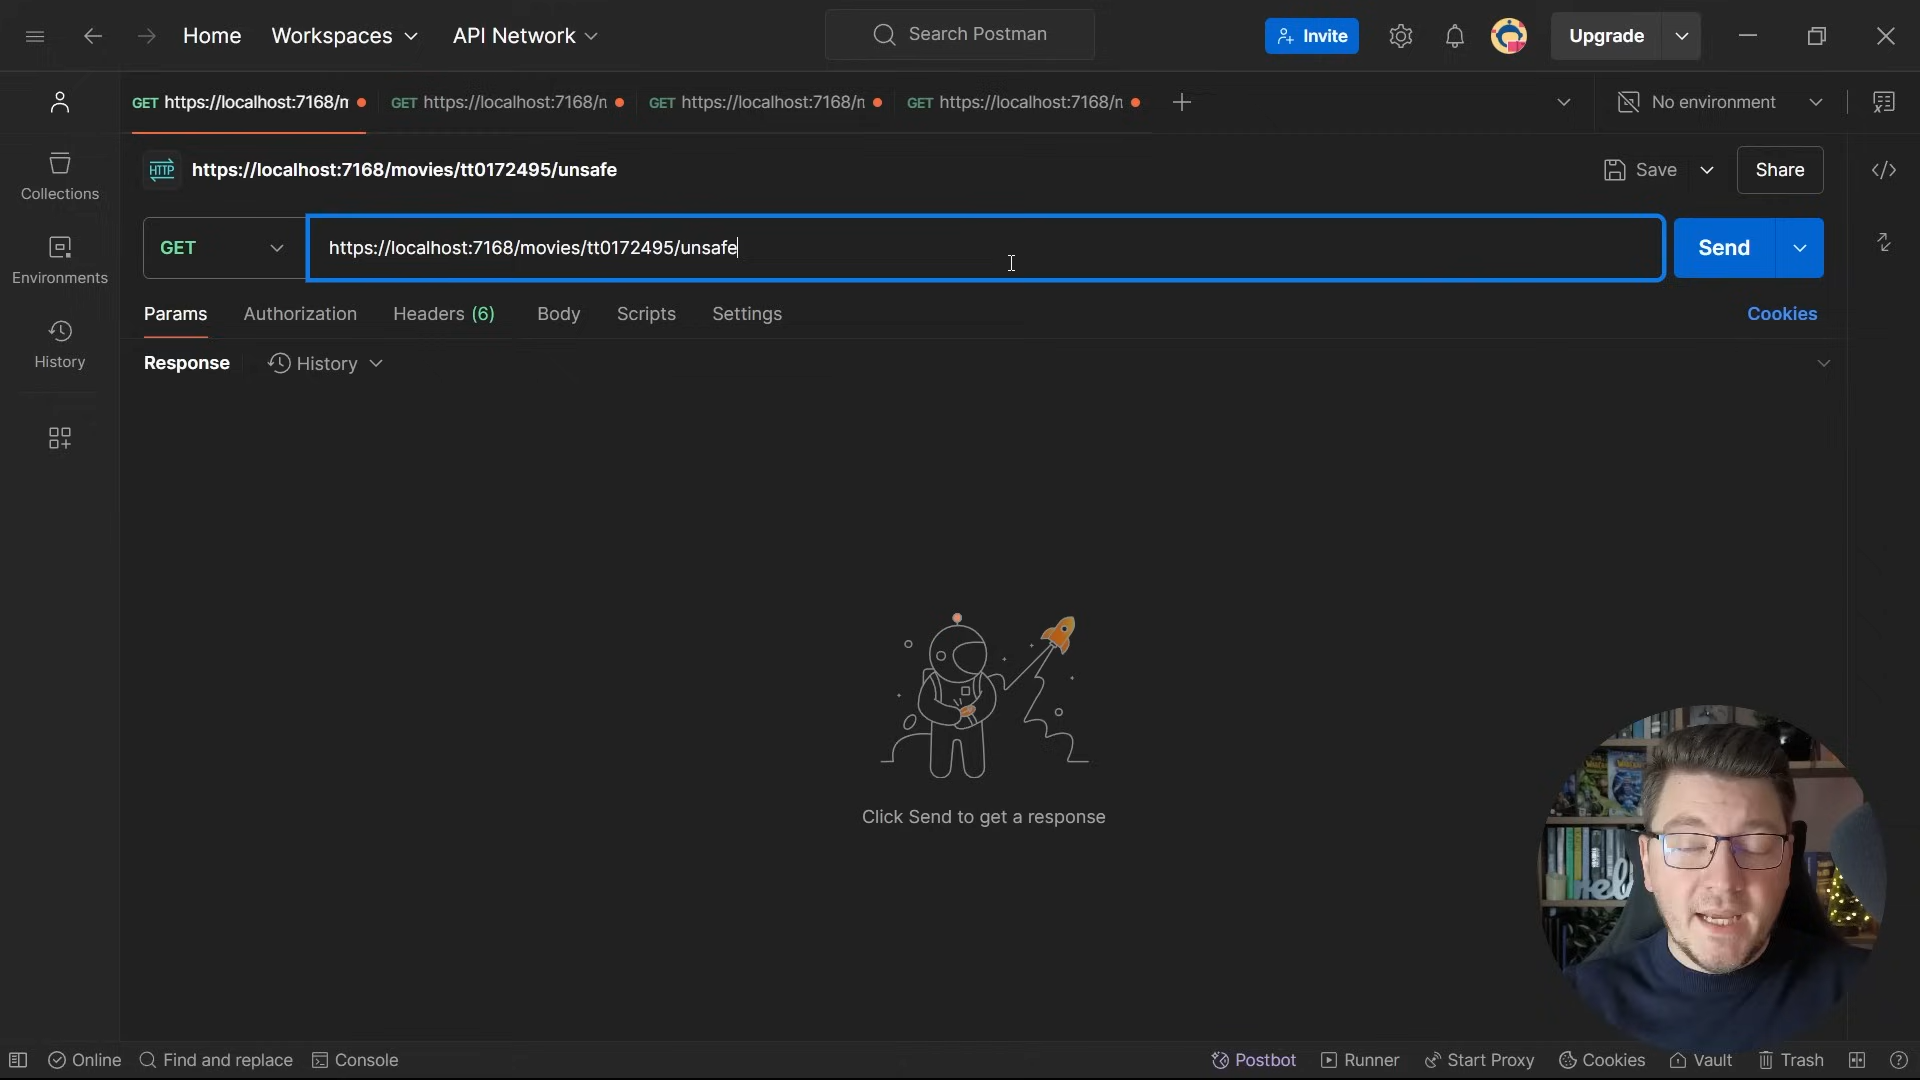 Home Workspaces API Network Search Postman Invite Upgrade
GET https://localhost:7168/n GET https://localhost:7168/n GET https://localhost:7168/n GET https://localhost:7168/n No environment
HTTP https://localhost:7168/movies/tt0172495/unsafe Save Share
Collections
GET https://localhost:7168/movies/tt0172495/unsafe Send
Environments
Params Authorization Headers (6) Body Scripts Settings Cookies
History
Response History
Click Send to get a response
Online Find and replace Console Postbot Runner Start Proxy Cookies Vault Trash